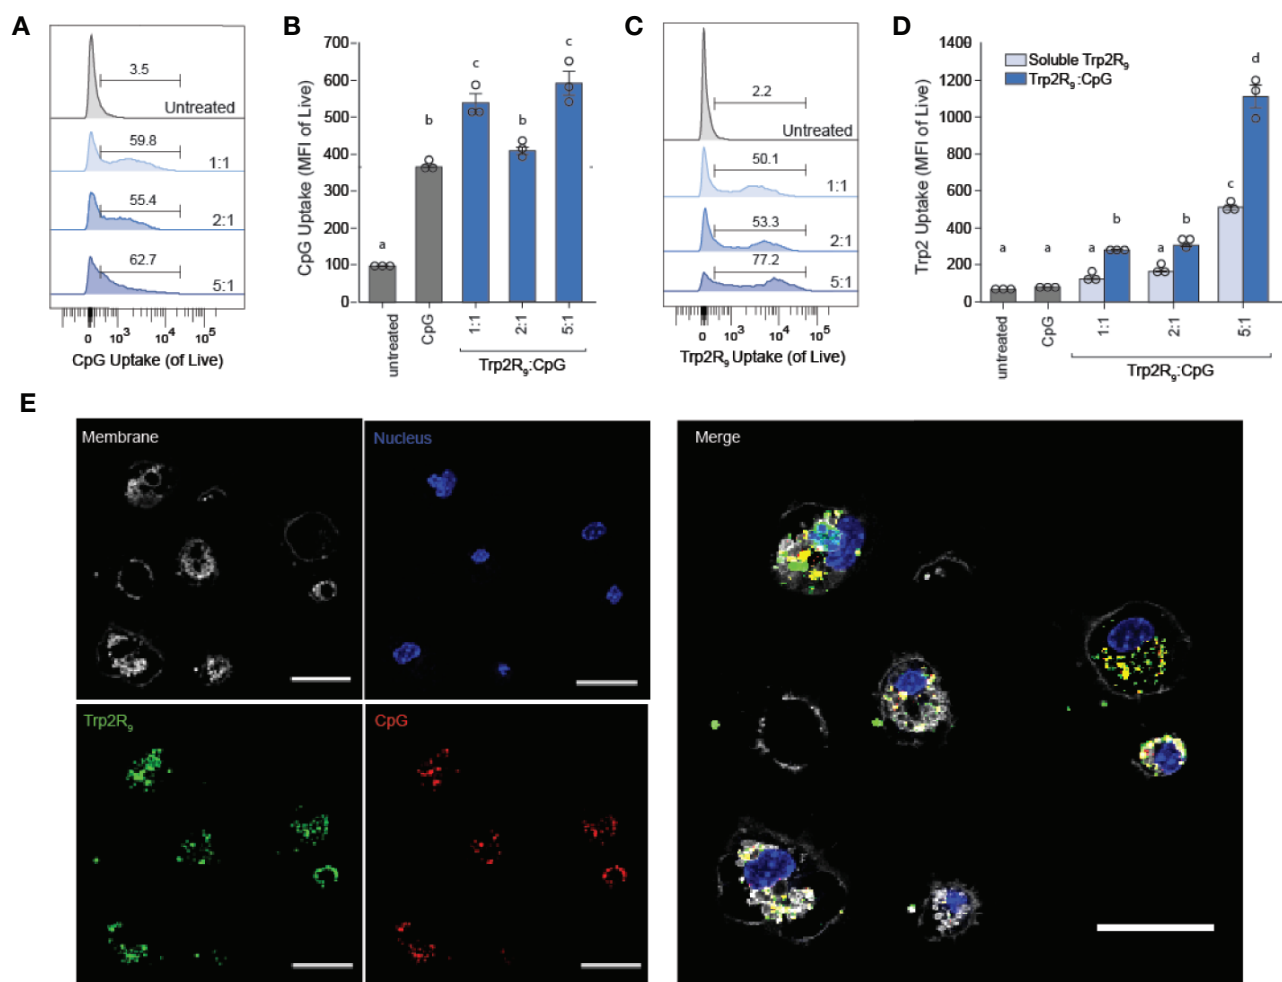 A
3.5
Untreated
59.8
1:1
55.4
2:1
62.7
5:1
0 10³ 10⁴ 10⁵
CpG Uptake (of Live)
B
CpG Uptake (MFI of Live)
700
600
500
400
300
200
100
0
a
b
c
b
c
untreated
CpG
1:1
2:1
5:1
Trp2R₉:CpG
C
2.2
Untreated
50.1
1:1
53.3
2:1
77.2
5:1
0 10³ 10⁴ 10⁵
Trp2R₉ Uptake (of Live)
D
Trp2 Uptake (MFI of Live)
1400
1200
1000
800
600
400
200
0
Soluble Trp2R₉
Trp2R₉:CpG
a
a
a
b
a
b
c
d
untreated
CpG
1:1
2:1
5:1
Trp2R₉:CpG
E
Membrane
Nucleus
Trp2R₉
CpG
Merge